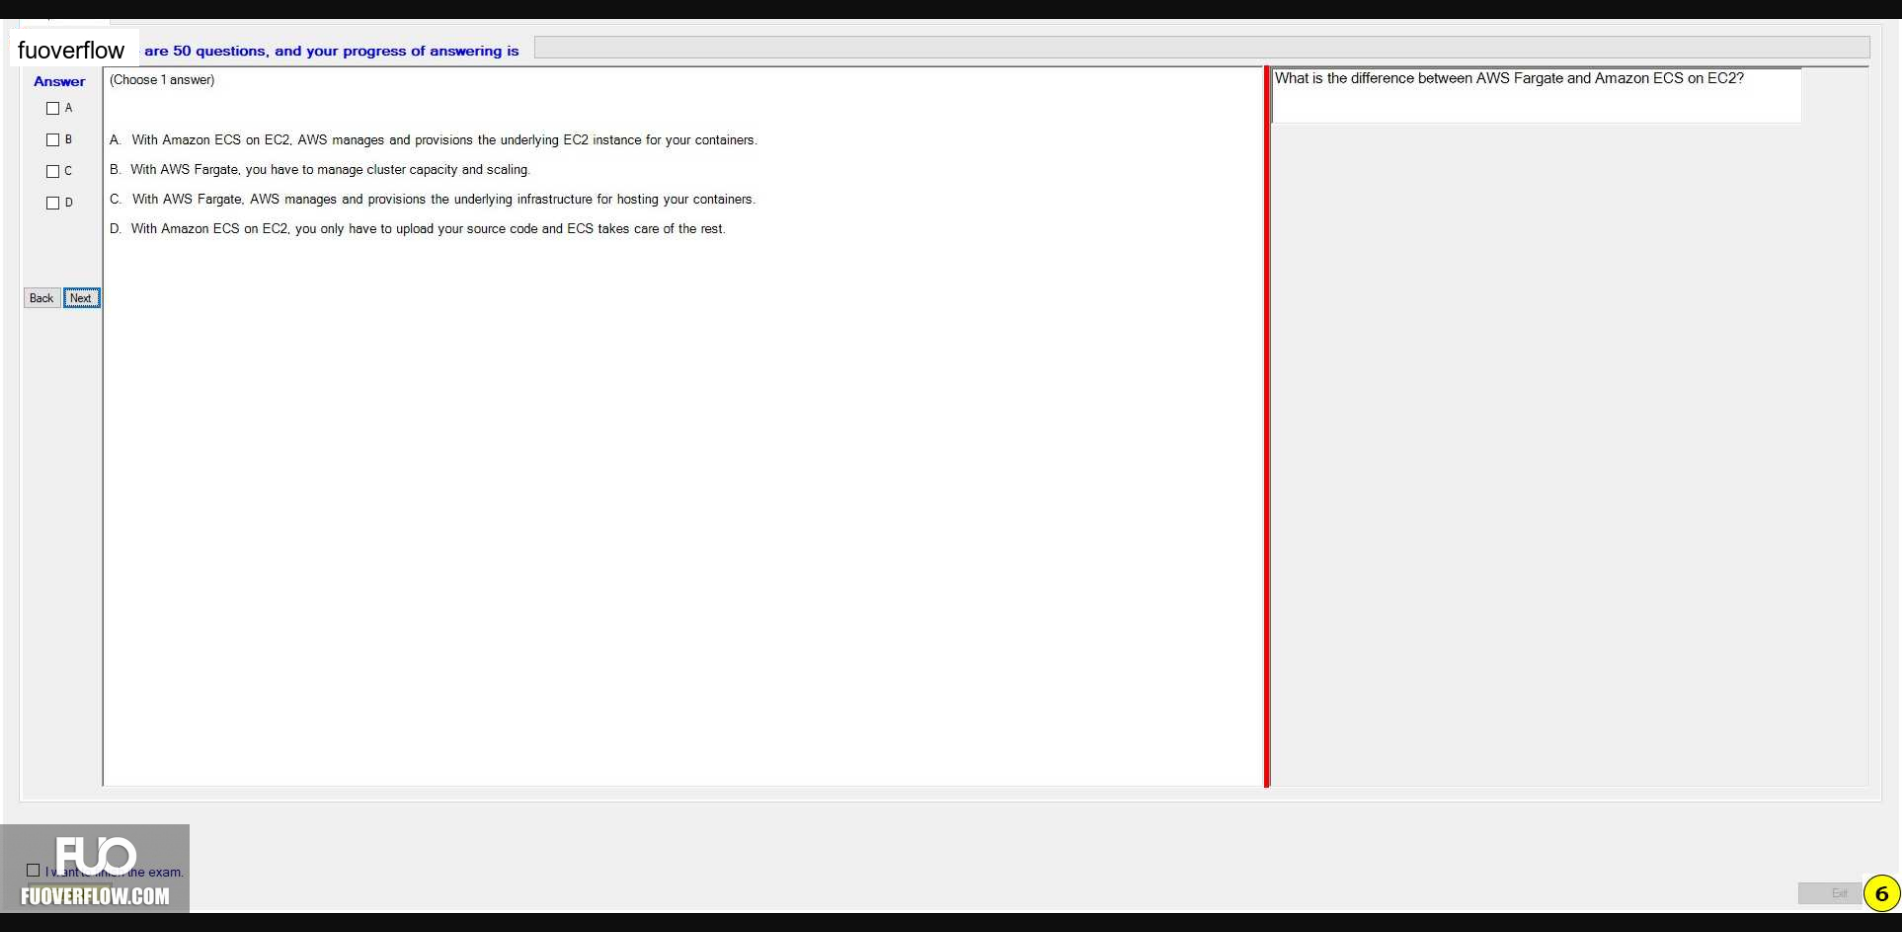 fuoverflow are 50 questions, and your progress of answering is
Answer
A
B
C
D
Back Next
(Choose 1 answer)
A. With Amazon ECS on EC2, AWS manages and provisions the underlying EC2 instance for your containers.
B. With AWS Fargate, you have to manage cluster capacity and scaling.
C. With AWS Fargate, AWS manages and provisions the underlying infrastructure for hosting your containers.
D. With Amazon ECS on EC2, you only have to upload your source code and ECS takes care of the rest.
What is the difference between AWS Fargate and Amazon ECS on EC2?
FUO
I want to finish the exam.
FUOVERFLOW.COM
Exit
6